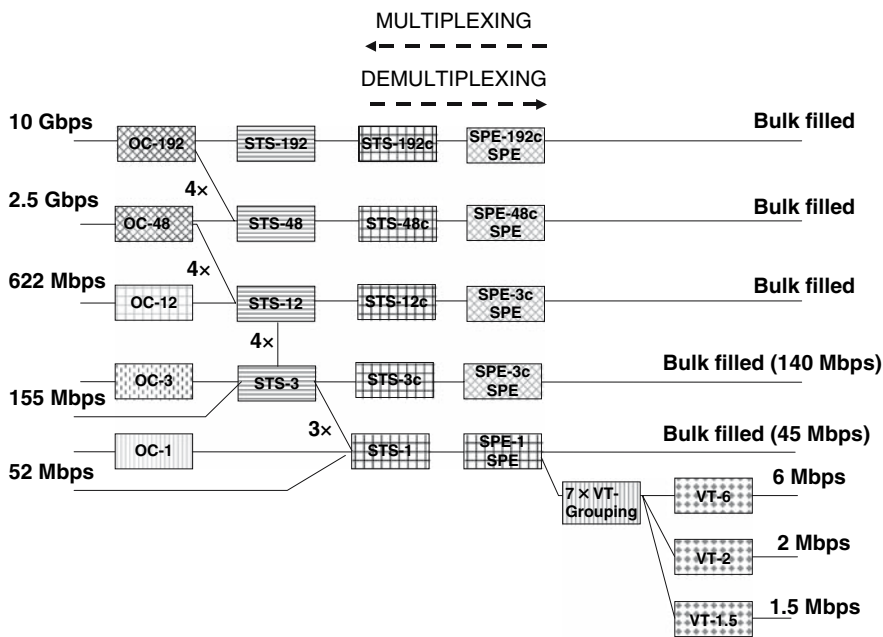 MULTIPLEXING
DEMULTIPLEXING
10 Gbps
OC-192
STS-192
STS-192c
SPE-192c
SPE
Bulk filled
4×
2.5 Gbps
OC-48
STS-48
STS-48c
SPE-48c
SPE
Bulk filled
4×
622 Mbps
OC-12
STS-12
STS-12c
SPE-3c
SPE
Bulk filled
4×
OC-3
STS-3
STS-3c
SPE-3c
SPE
Bulk filled (140 Mbps)
155 Mbps
3×
OC-1
STS-1
SPE-1
SPE
Bulk filled (45 Mbps)
52 Mbps
7 × VT-
Grouping
VT-6
6 Mbps
VT-2
2 Mbps
VT-1.5
1.5 Mbps